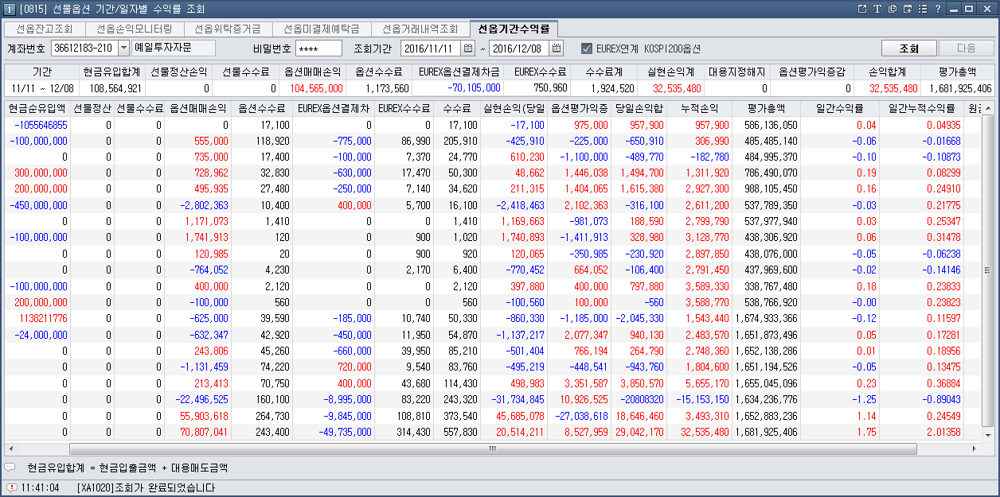 1 [0815] 선물옵션 기간/일자별 수익률 조회
선옵잔고조회 선옵손익모니터링 선옵위탁증거금 선옵미결제예탁금 선옵거래내역조회 선옵기간수익률
계좌번호 36612183-210 예일투자자문 비밀번호 **** 조회기간 2016/11/11 ~ 2016/12/08 EUREX연계 KOSPI200옵션 조회 다음
기간 현금유입합계 선물정산손익 선물수수료 옵션매매손익 옵션수수료 EUREX옵션결제차금 EUREX수수료 수수료계 실현손익계 대용지정해지 옵션평가익증감 손익합계 평가총액
11/11 ~ 12/08 108,564,921 0 0 104,565,000 1,173,560 -70,105,000 750,960 1,924,520 32,535,480 0 0 32,535,480 1,681,925,406
현금순유입액 선물정산 선물수수료 옵션매매손익 옵션수수료 EUREX옵션결제차 EUREX수수료 수수료 실현손익(당일 옵션평가익증 당일손익합 누적손익 평가총액 일간수익률 일간누적수익률
-1055646855 0 0 0 17,100 0 0 17,100 -17,100 975,000 957,900 957,900 586,136,050 0.04 0.04935
-100,000,000 0 0 555,000 118,920 -775,000 86,990 205,910 -425,910 -225,000 -650,910 306,990 485,485,140 -0.06 -0.01668
0 0 0 735,000 17,400 -100,000 7,370 24,770 610,230 -1,100,000 -489,770 -182,780 484,995,370 -0.10 -0.10873
300,000,000 0 0 728,962 32,830 -630,000 17,470 50,300 48,662 1,446,038 1,494,700 1,311,920 786,490,070 0.19 0.08299
200,000,000 0 0 495,935 27,480 -250,000 7,140 34,620 211,315 1,404,065 1,615,380 2,927,300 988,105,450 0.16 0.24910
-450,000,000 0 0 -2,802,363 10,400 400,000 5,700 16,100 -2,418,463 2,102,363 -316,100 2,611,200 537,789,350 -0.03 0.21775
0 0 0 1,171,073 1,410 0 0 1,410 1,169,663 -981,073 188,590 2,799,790 537,977,940 0.03 0.25347
-100,000,000 0 0 1,741,913 120 0 900 1,020 1,740,893 -1,411,913 328,980 3,128,770 438,306,920 0.06 0.31478
0 0 0 120,985 20 0 900 920 120,065 -350,985 -230,920 2,897,850 438,076,000 -0.05 -0.06238
0 0 0 -764,052 4,230 0 2,170 6,400 -770,452 664,052 -106,400 2,791,450 437,969,600 -0.02 -0.14146
-100,000,000 0 0 400,000 2,120 0 0 2,120 397,880 400,000 797,880 3,589,330 338,767,480 0.18 0.23833
200,000,000 0 0 -100,000 560 0 0 560 -100,560 100,000 -560 3,588,770 538,766,920 -0.00 0.23823
1138211776 0 0 -625,000 39,590 -185,000 10,740 50,330 -860,330 -1,185,000 -2,045,330 1,543,440 1,674,933,366 -0.12 0.11597
-24,000,000 0 0 -632,347 42,920 -450,000 11,950 54,870 -1,137,217 2,077,347 940,130 2,483,570 1,651,873,496 0.05 0.17281
0 0 0 243,806 45,260 -660,000 39,950 85,210 -501,404 766,194 264,790 2,748,360 1,652,138,286 0.01 0.18956
0 0 0 -1,131,459 74,220 720,000 9,540 83,760 -495,219 -448,541 -943,760 1,804,600 1,651,194,526 -0.05 0.13475
0 0 0 213,413 70,750 400,000 43,680 114,430 498,983 3,351,587 3,850,570 5,655,170 1,655,045,096 0.23 0.36884
0 0 0 -22,496,525 160,100 -8,995,000 83,220 243,320 -31,734,845 10,926,525 -20808320 -15,153,150 1,634,236,776 -1.25 -0.89043
0 0 0 55,903,618 264,730 -9,845,000 108,810 373,540 45,685,078 -27,038,618 18,646,460 3,493,310 1,652,883,236 1.14 0.24549
0 0 0 70,807,041 243,400 -49,735,000 314,430 557,830 20,514,211 8,527,959 29,042,170 32,535,480 1,681,925,406 1.75 2.01358
현금유입합계 = 현금입출금액 + 대용매도금액
11:41:04 [XA1020]조회가 완료되었습니다